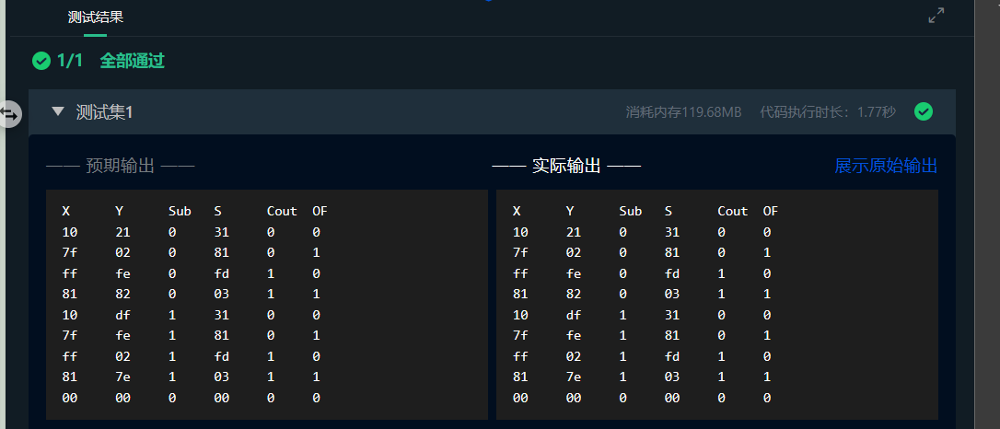 测试结果
1/1 全部通过
测试集1 消耗内存119.68MB 代码执行时长：1.77秒
—— 预期输出 —— —— 实际输出 —— 展示原始输出
X Y Sub S Cout OF X Y Sub S Cout OF
10 21 0 31 0 0 10 21 0 31 0 0
7f 02 0 81 0 1 7f 02 0 81 0 1
ff fe 0 fd 1 0 ff fe 0 fd 1 0
81 82 0 03 1 1 81 82 0 03 1 1
10 df 1 31 0 0 10 df 1 31 0 0
7f fe 1 81 0 1 7f fe 1 81 0 1
ff 02 1 fd 1 0 ff 02 1 fd 1 0
81 7e 1 03 1 1 81 7e 1 03 1 1
00 00 0 00 0 0 00 00 0 00 0 0